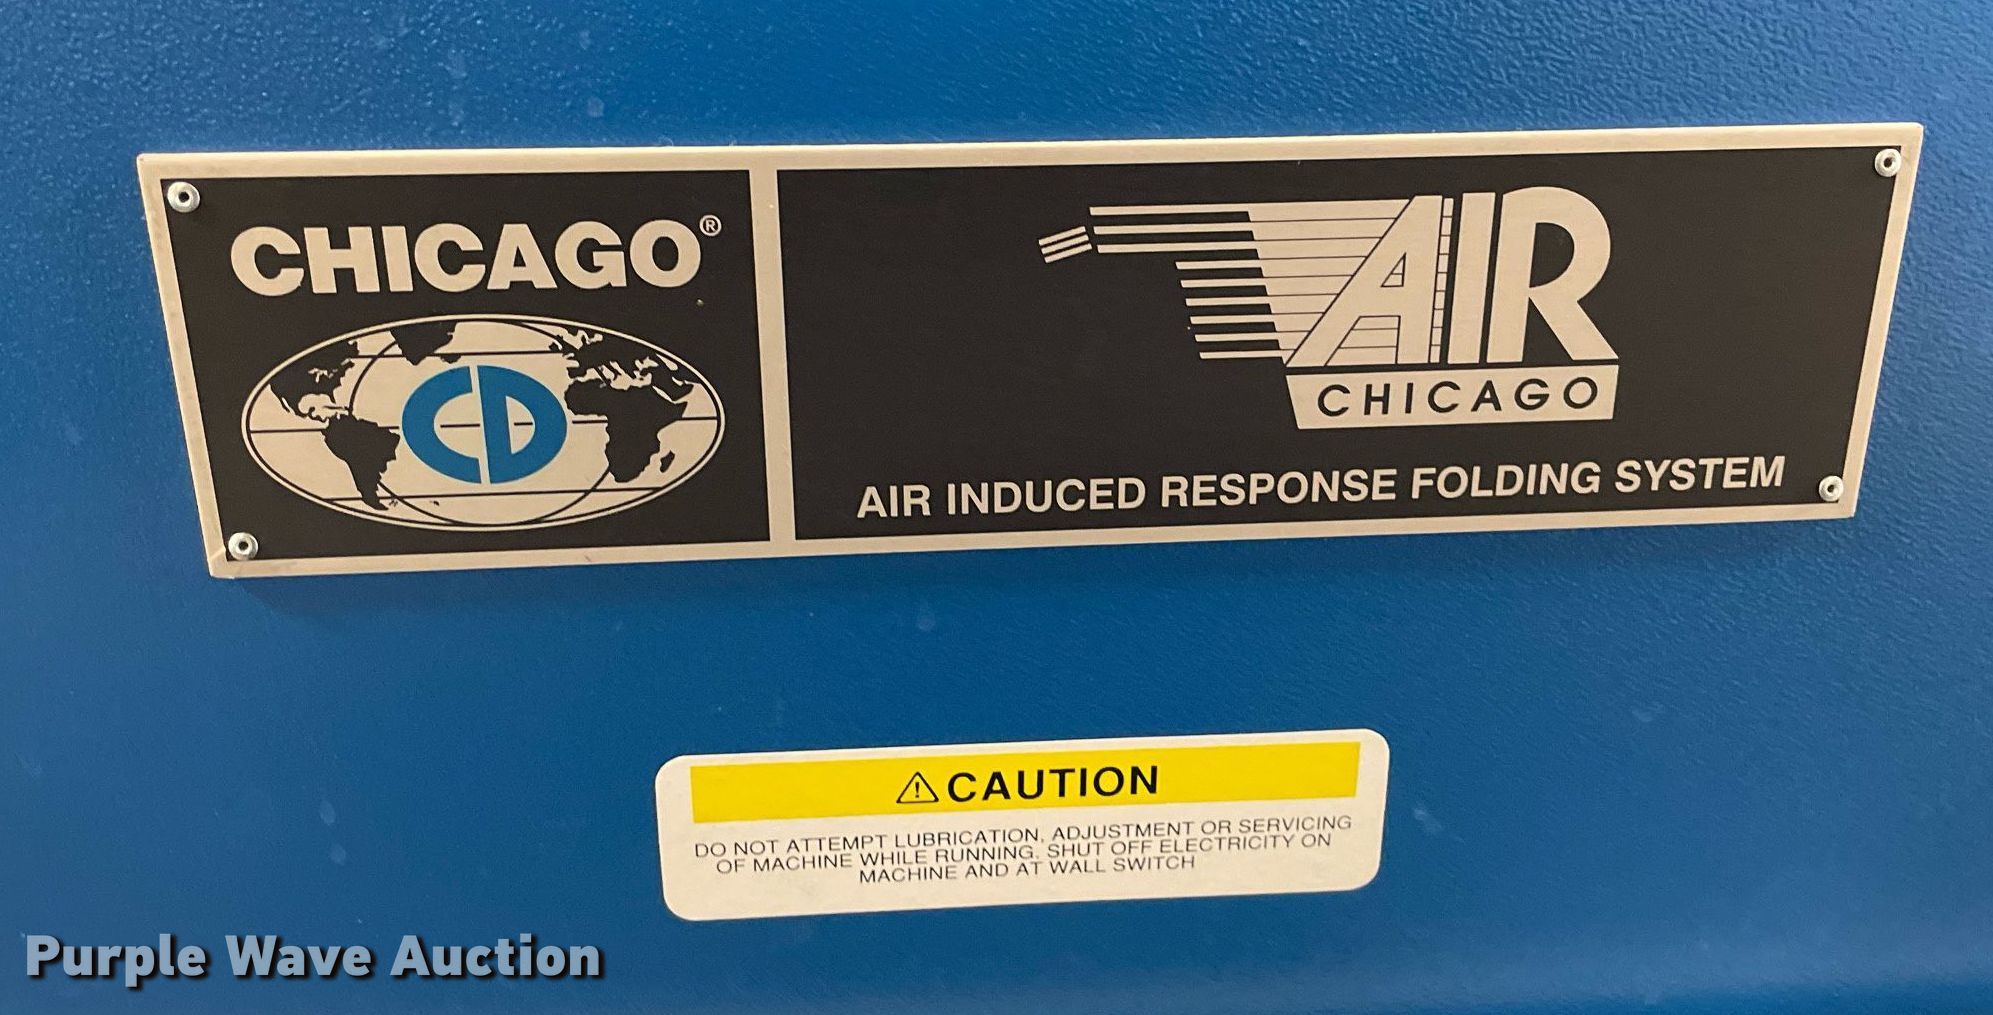 CHICAGO®
CD
AIR
CHICAGO
AIR INDUCED RESPONSE FOLDING SYSTEM
CAUTION
DO NOT ATTEMPT LUBRICATION, ADJUSTMENT OR SERVICING
OF MACHINE WHILE RUNNING. SHUT OFF ELECTRICITY ON
MACHINE AND AT WALL SWITCH
Purple Wave Auction